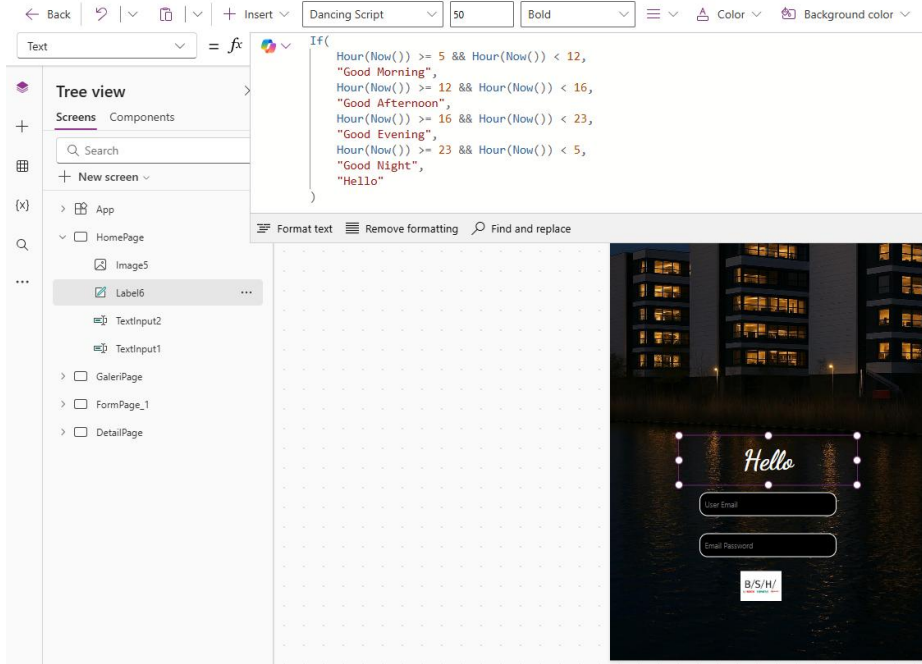 Back
Insert
Dancing Script
50
Bold
Color
Background color
Text
= fx
If(
Hour(Now()) >= 5 && Hour(Now()) < 12,
"Good Morning",
Hour(Now()) >= 12 && Hour(Now()) < 16,
"Good Afternoon",
Hour(Now()) >= 16 && Hour(Now()) < 23,
"Good Evening",
Hour(Now()) >= 23 && Hour(Now()) < 5,
"Good Night",
"Hello"
)
Format text
Remove formatting
Find and replace
Tree view
Screens
Components
Search
New screen
{x}
App
HomePage
Image5
Label6
TextInput2
TextInput1
GaleriPage
FormPage_1
DetailPage
Hello
User Email
Email Password
B/S/H/